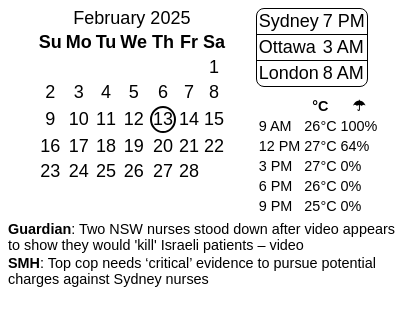 February 2025
Su Mo Tu We Th Fr Sa
1
2 3 4 5 6 7 8
9 10 11 12 13 14 15
16 17 18 19 20 21 22
23 24 25 26 27 28
Sydney 7 PM
Ottawa 3 AM
London 8 AM
°C ☂
9 AM 26°C 100%
12 PM 27°C 64%
3 PM 27°C 0%
6 PM 26°C 0%
9 PM 25°C 0%
Guardian: Two NSW nurses stood down after video appears
to show they would 'kill' Israeli patients – video
SMH: Top cop needs ‘critical’ evidence to pursue potential
charges against Sydney nurses